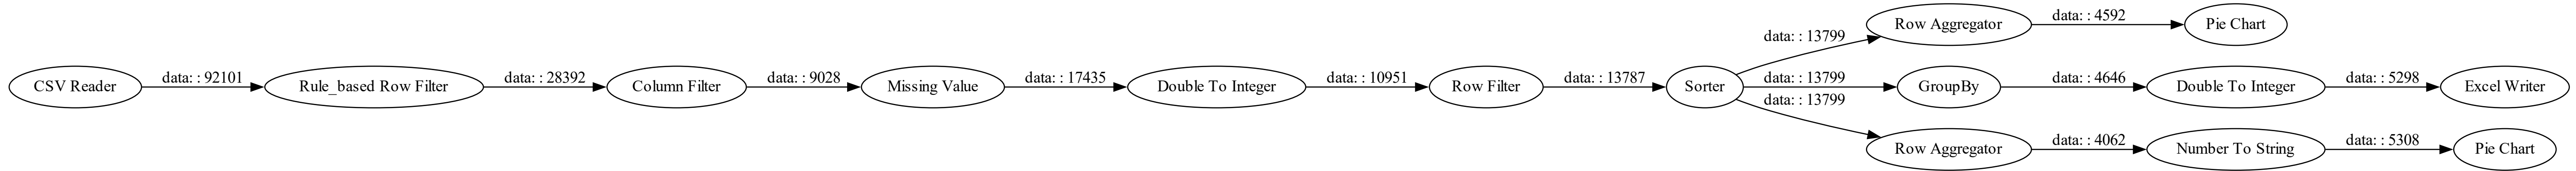 data: : 4592
Row Aggregator
Pie Chart
data: : 13799
CSV Reader
data: : 92101
Rule_based Row Filter
data: : 28392
Column Filter
data: : 9028
Missing Value
data: : 17435
Double To Integer
data: : 10951
Row Filter
data: : 13787
Sorter
data: : 13799
GroupBy
data: : 4646
Double To Integer
data: : 5298
Excel Writer
data: : 13799
Row Aggregator
data: : 4062
Number To String
data: : 5308
Pie Chart